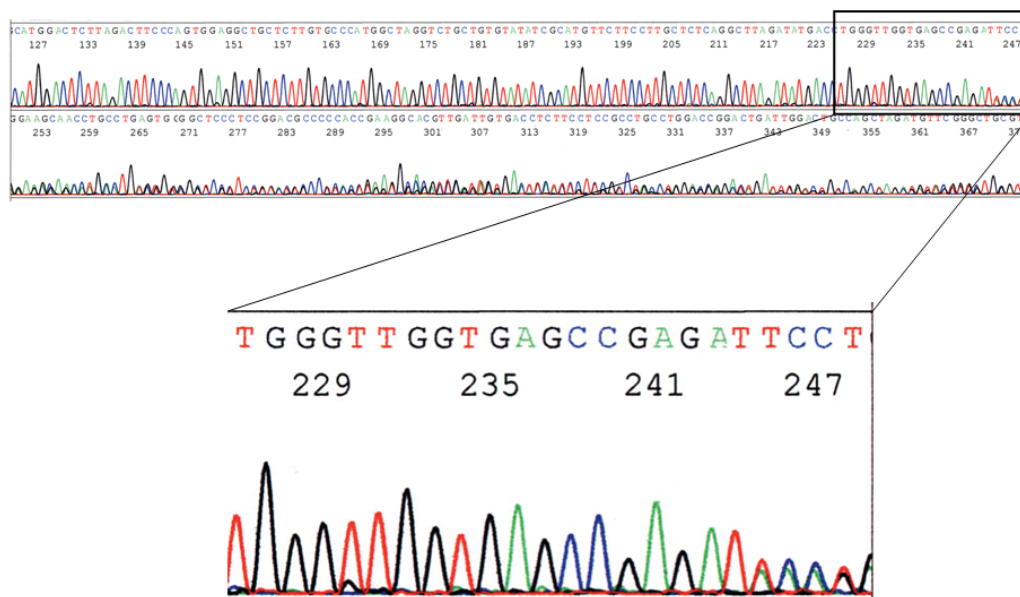 GCATGGACTCTTAGACTTCCCAGTGGAGGCTGCTCTTGTGCCCATGGCTAGGTCTGCTGTGTATATCGCATGTTCTTCCTTGCTCTCAGGCTTAGATATGACCTGGGTTGGTGAGCCGAGATTCC
127 133 139 145 151 157 163 169 175 181 187 193 199 205 211 217 223 229 235 241 247
GGAAGCAACCTGCCTGAGTGCGGCTCCCTCCGGACGCCCCCACCGAAGGCACGTTGATTGTGACCTCTTCCTCCGCCTGCCTGGACCGGACTGATTGGACTGCCAGCTAGATGTTCGGGCTGCG
253 259 265 271 277 283 289 295 301 307 313 319 325 331 337 343 349 355 361 367
TGGGTTGGTGAGCCGAGATTCCT
229 235 241 247